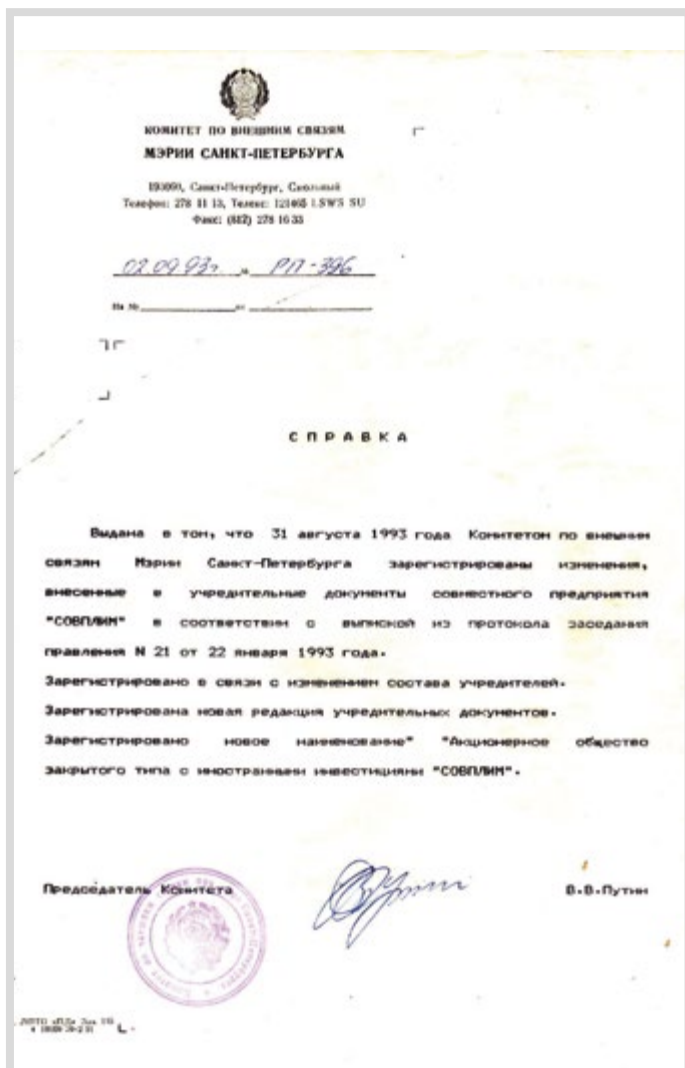 КОМИТЕТ ПО ВНЕШНИМ СВЯЗЯМ
МЭРИИ САНКТ-ПЕТЕРБУРГА
193060, Санкт-Петербург, Смольный
Телефон: 278 11 13, Телекс: 121465 LSWS SU
Факс: (812) 278 16 33
02.09.93г № РП-396
На № от
СПРАВКА
Выдана в том, что 31 августа 1993 года Комитетом по внешним
связям Мэрии Санкт-Петербурга зарегистрированы изменения,
внесенные в учредительные документы совместного предприятия
"СОВПЛИМ" в соответствии с выпиской из протокола заседания
правления N 21 от 22 января 1993 года.
Зарегистрировано в связи с изменением состава учредителей.
Зарегистрирована новая редакция учредительных документов.
Зарегистрировано новое наименование" "Акционерное общество
закрытого типа с иностранными инвестициями "СОВПЛИМ".
Председатель Комитета В.В.Путин